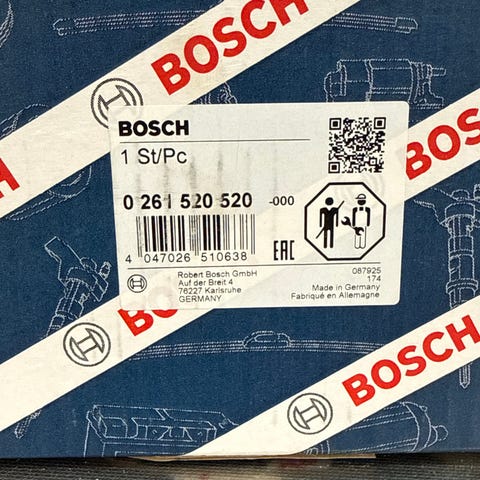 BOSCH
BOSCH
BOSCH
BOSCH
1 St/Pc
0 261 520 520 -000
4 047026 510638
EAC
Robert Bosch GmbH
Auf der Breit 4
76227 Karlsruhe
GERMANY
087925
174
Made in Germany
Fabriqué en Allemagne
BO
BOSCH